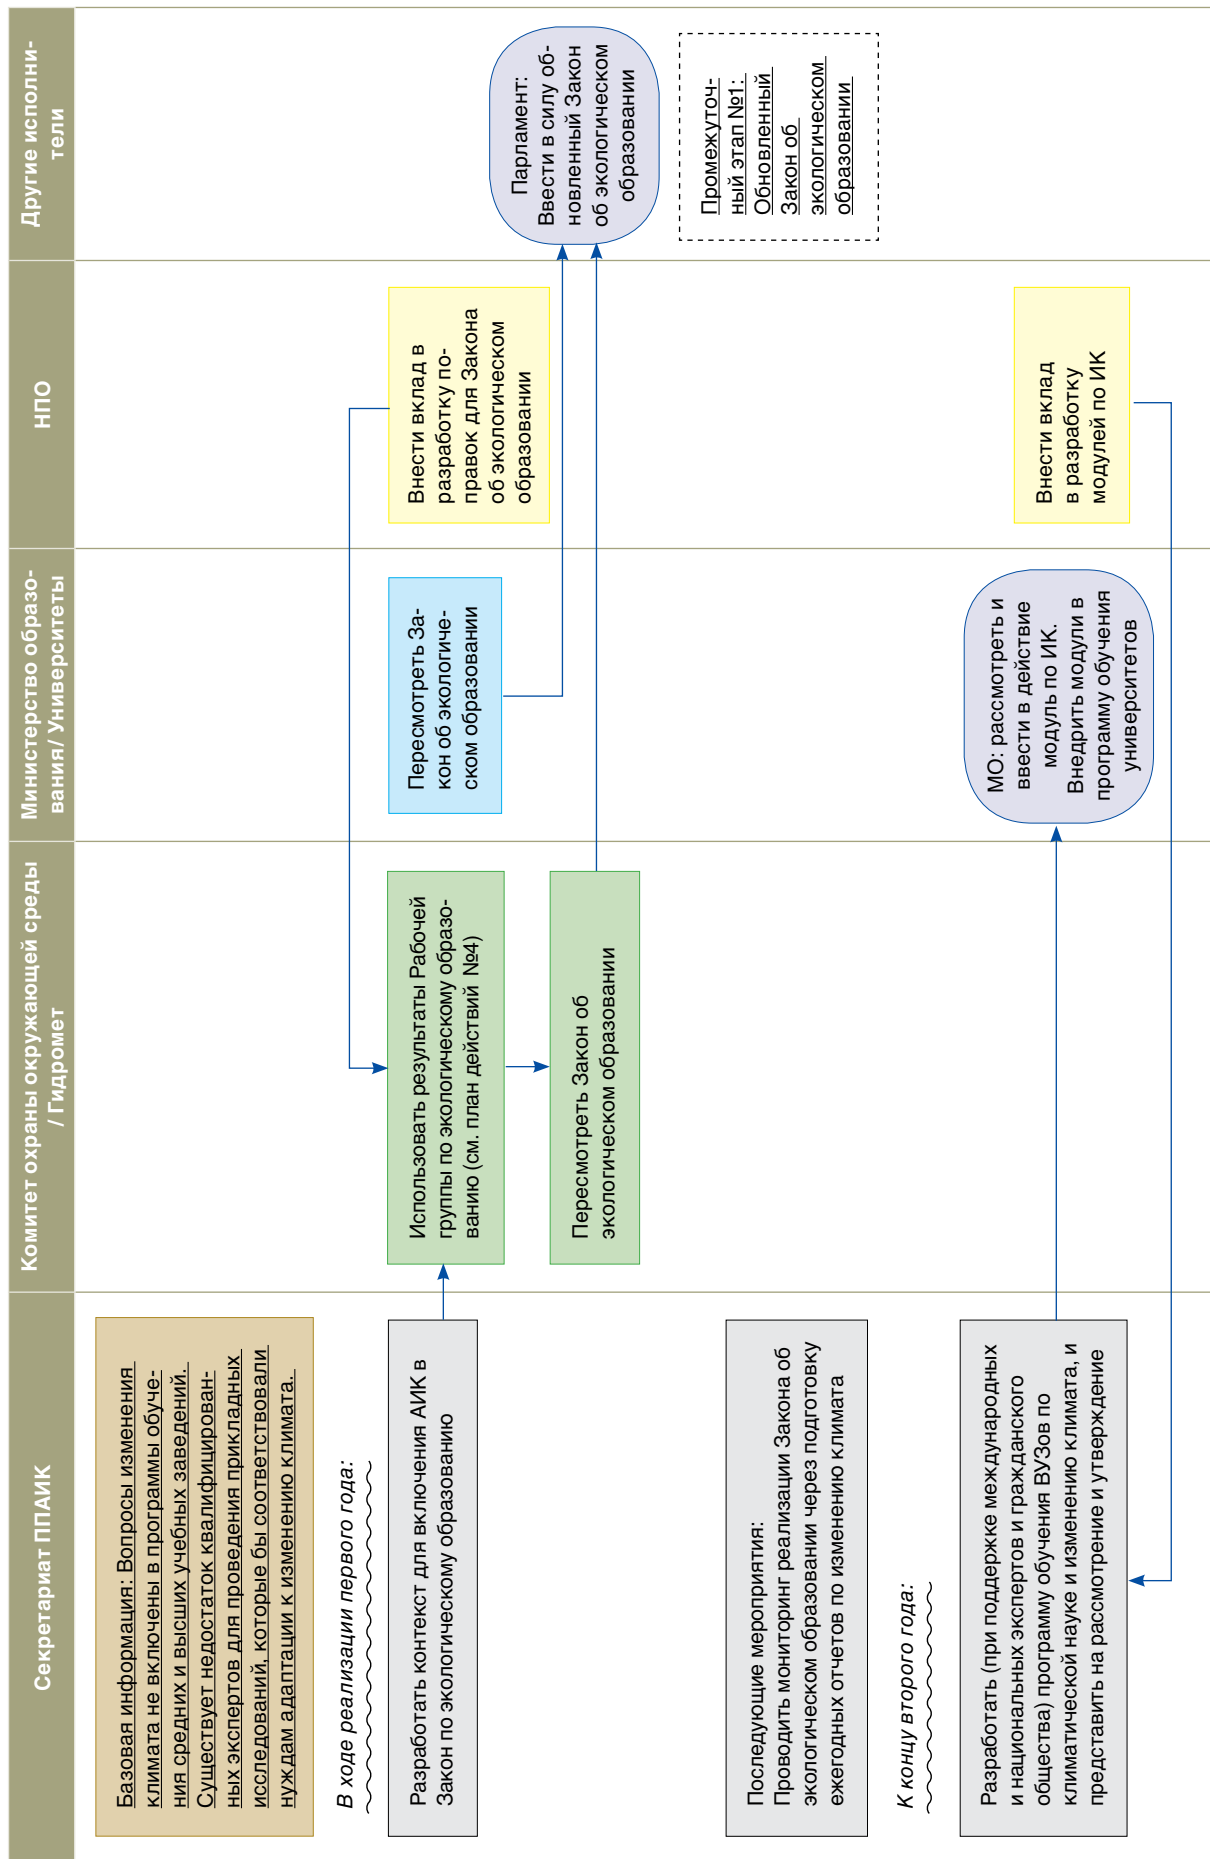 Секретариат ППАИК
Комитет охраны окружающей среды
/ Гидромет
Министерство образо-
вания/ Университеты
НПО
Другие исполни-
тели
Базовая информация: Вопросы изменения
климата не включены в программы обуче-
ния средних и высших учебных заведений.
Существует недостаток квалифицирован-
ных экспертов для проведения прикладных
исследований, которые бы соответствовали
нуждам адаптации к изменению климата.
В ходе реализации первого года:
Разработать контекст для включения АИК в
Закон по экологическому образованию
Использовать результаты Рабочей
группы по экологическому образо-
ванию (см. план действий №4)
Пересмотреть За-
кон об экологиче-
ском образовании
Внести вклад в
разработку по-
правок для Закона
об экологическом
образовании
Парламент:
Ввести в силу об-
новленный Закон
об экологическом
образовании
Пересмотреть Закон об
экологическом образовании
Промежуточ-
ный этап №1:
Обновленный
Закон об
экологическом
образовании
Последующие мероприятия:
Проводить мониторинг реализации Закона об
экологическом образовании через подготовку
ежегодных отчетов по изменению климата
К концу второго года:
Разработать (при поддержке международных
и национальных экспертов и гражданского
общества) программу обучения ВУЗов по
климатической науке и изменению климата, и
представить на рассмотрение и утверждение
МО: рассмотреть и
ввести в действие
модуль по ИК.
Внедрить модули в
программу обучения
университетов
Внести вклад
в разработку
модулей по ИК